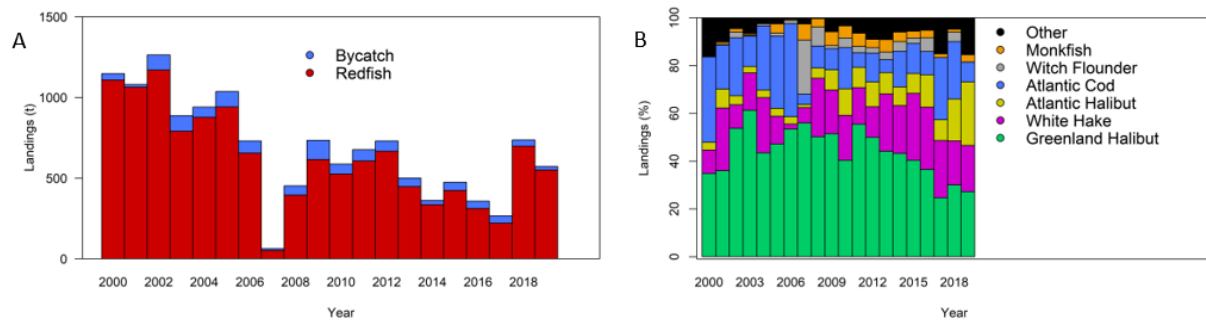 A
Landings (t)
1500
1000
500
0
Bycatch
Redfish
2000 2002 2004 2006 2008 2010 2012 2014 2016 2018
Year
B
Landings (%)
100
80
60
40
20
0
Other
Monkfish
Witch Flounder
Atlantic Cod
Atlantic Halibut
White Hake
Greenland Halibut
2000 2003 2006 2009 2012 2015 2018
Year